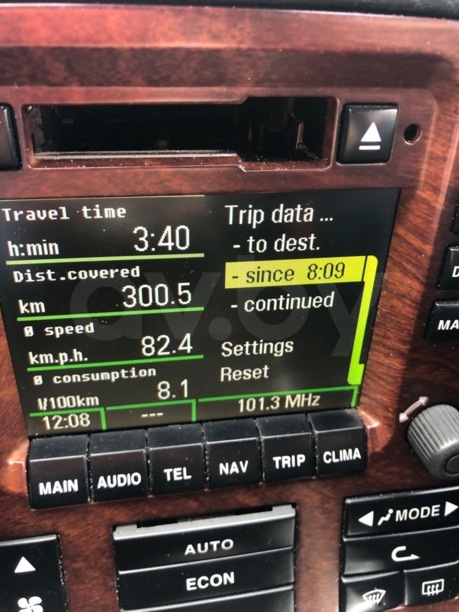 Travel time
h:min 3:40
Dist.covered
km 300.5
Ø speed
km.p.h. 82.4
Ø consumption
l/100km 8.1
12:08 --- 101.3 MHz
Trip data ...
- to dest.
- since 8:09
- continued
Settings
Reset
av.by
MAIN AUDIO TEL NAV TRIP CLIMA
MODE
AUTO
ECON